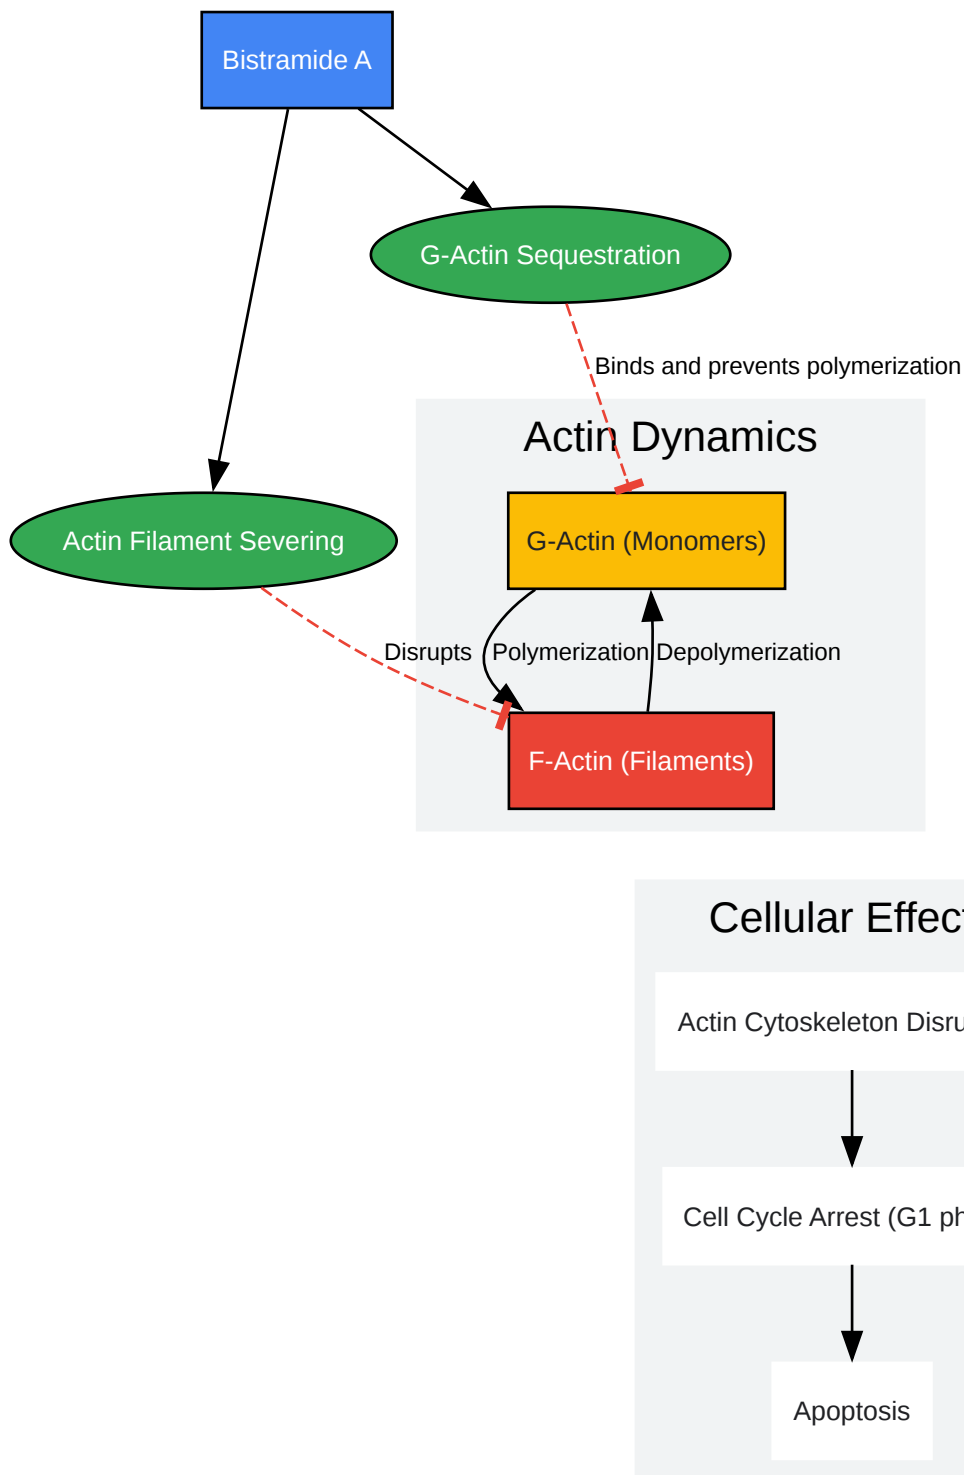 Bistramide A
G-Actin Sequestration
Binds and prevents polymerization
Actin Dynamics
Actin Filament Severing
G-Actin (Monomers)
Disrupts
Polymerization
Depolymerization
F-Actin (Filaments)
Cellular Effect
Actin Cytoskeleton Disru
Cell Cycle Arrest (G1 ph
Apoptosis